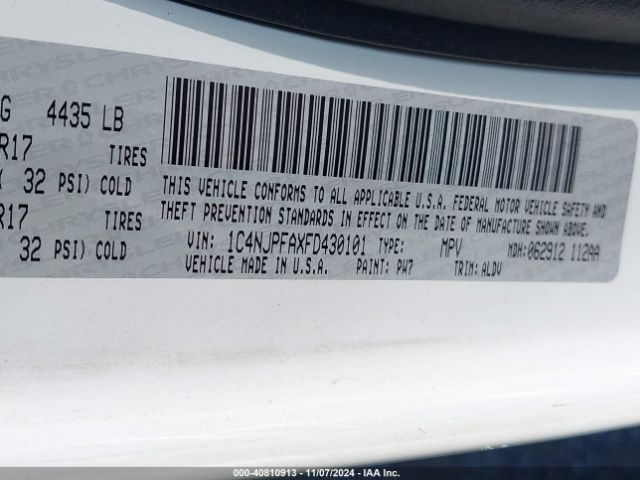 G 4435 LB
R17 TIRES
( 32 PSI) COLD
R17 TIRES
32 PSI) COLD
THIS VEHICLE CONFORMS TO ALL APPLICABLE U.S.A. FEDERAL MOTOR VEHICLE SAFETY AND
THEFT PREVENTION STANDARDS IN EFFECT ON THE DATE OF MANUFACTURE SHOWN ABOVE.
VIN: 1C4NJPFAXFD430101 TYPE: MPV MDH: 062912 112AA
VEHICLE MADE IN U.S.A. PAINT: PW7 TRIM: ALDV
CHRYSLER
000-40810913 - 11/07/2024 - IAA Inc.